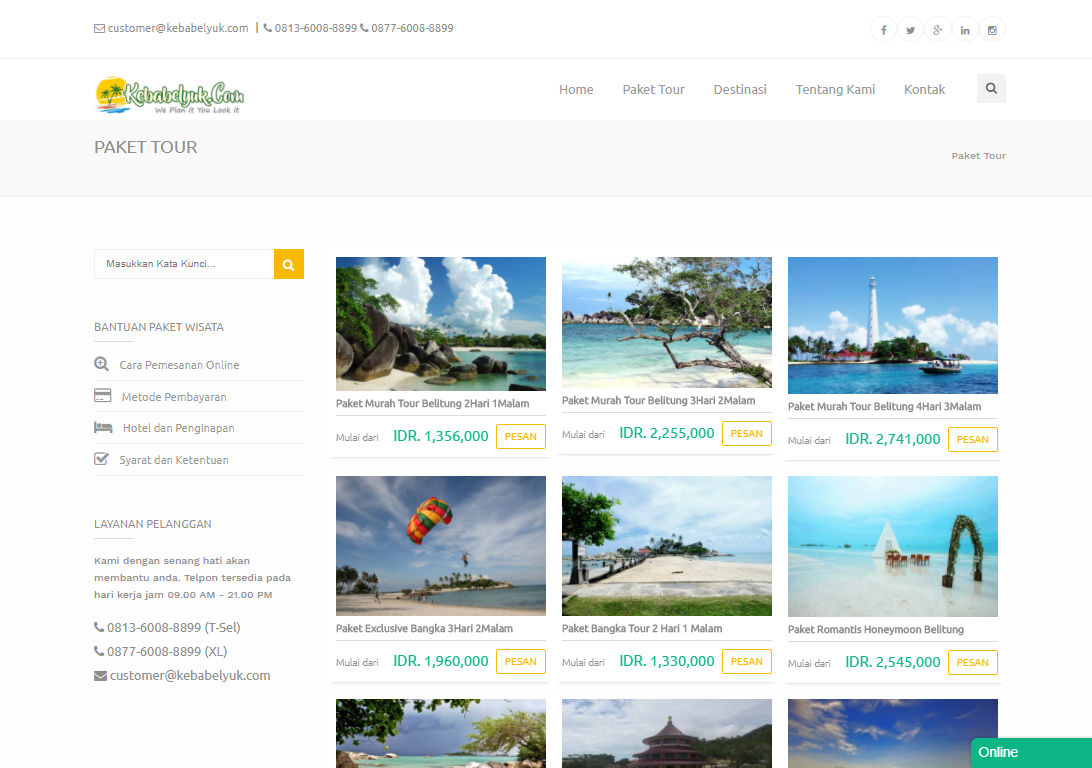 customer@kebabelyuk.com | 0813-6008-8899 0877-6008-8899
Kebabelyuk.Com
We Plan it You Look it
Home Paket Tour Destinasi Tentang Kami Kontak
PAKET TOUR
Paket Tour
Masukkan Kata Kunci...
BANTUAN PAKET WISATA
Cara Pemesanan Online
Metode Pembayaran
Hotel dan Penginapan
Syarat dan Ketentuan
LAYANAN PELANGGAN
Kami dengan senang hati akan
membantu anda. Telpon tersedia pada
hari kerja jam 09.00 AM - 21.00 PM
0813-6008-8899 (T-Sel)
0877-6008-8899 (XL)
customer@kebabelyuk.com
Paket Murah Tour Belitung 2Hari 1Malam
Mulai dari IDR. 1,356,000 PESAN
Paket Murah Tour Belitung 3Hari 2Malam
Mulai dari IDR. 2,255,000 PESAN
Paket Murah Tour Belitung 4Hari 3Malam
Mulai dari IDR. 2,741,000 PESAN
Paket Exclusive Bangka 3Hari 2Malam
Mulai dari IDR. 1,960,000 PESAN
Paket Bangka Tour 2 Hari 1 Malam
Mulai dari IDR. 1,330,000 PESAN
Paket Romantis Honeymoon Belitung
Mulai dari IDR. 2,545,000 PESAN
Online